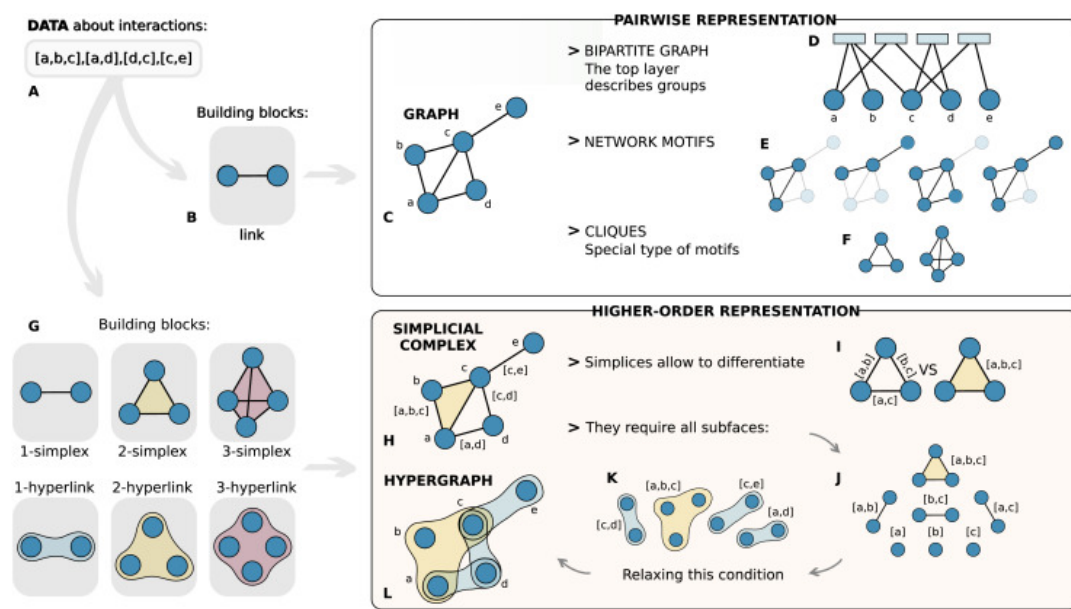 DATA about interactions:
[a,b,c],[a,d],[d,c],[c,e]
A
Building blocks:
B
link
PAIRWISE REPRESENTATION
GRAPH
e
c
b
a
d
C
> BIPARTITE GRAPH
The top layer
describes groups
D
a b c d e
> NETWORK MOTIFS
E
> CLIQUES
Special type of motifs
F
G
Building blocks:
1-simplex 2-simplex 3-simplex
1-hyperlink 2-hyperlink 3-hyperlink
HIGHER-ORDER REPRESENTATION
SIMPLICIAL
COMPLEX
e
c
[c,e]
b
[c,d]
[a,b,c]
a
[a,d]
d
H
> Simplices allow to differentiate
I
[a,b]
[b,c]
[a,c]
VS
[a,b,c]
> They require all subfaces:
J
[a,b,c]
[a,b]
[b,c]
[a,c]
[a] [b] [c]
HYPERGRAPH
c
e
b
a
d
L
K
[a,b,c]
[c,e]
[c,d]
[a,d]
Relaxing this condition